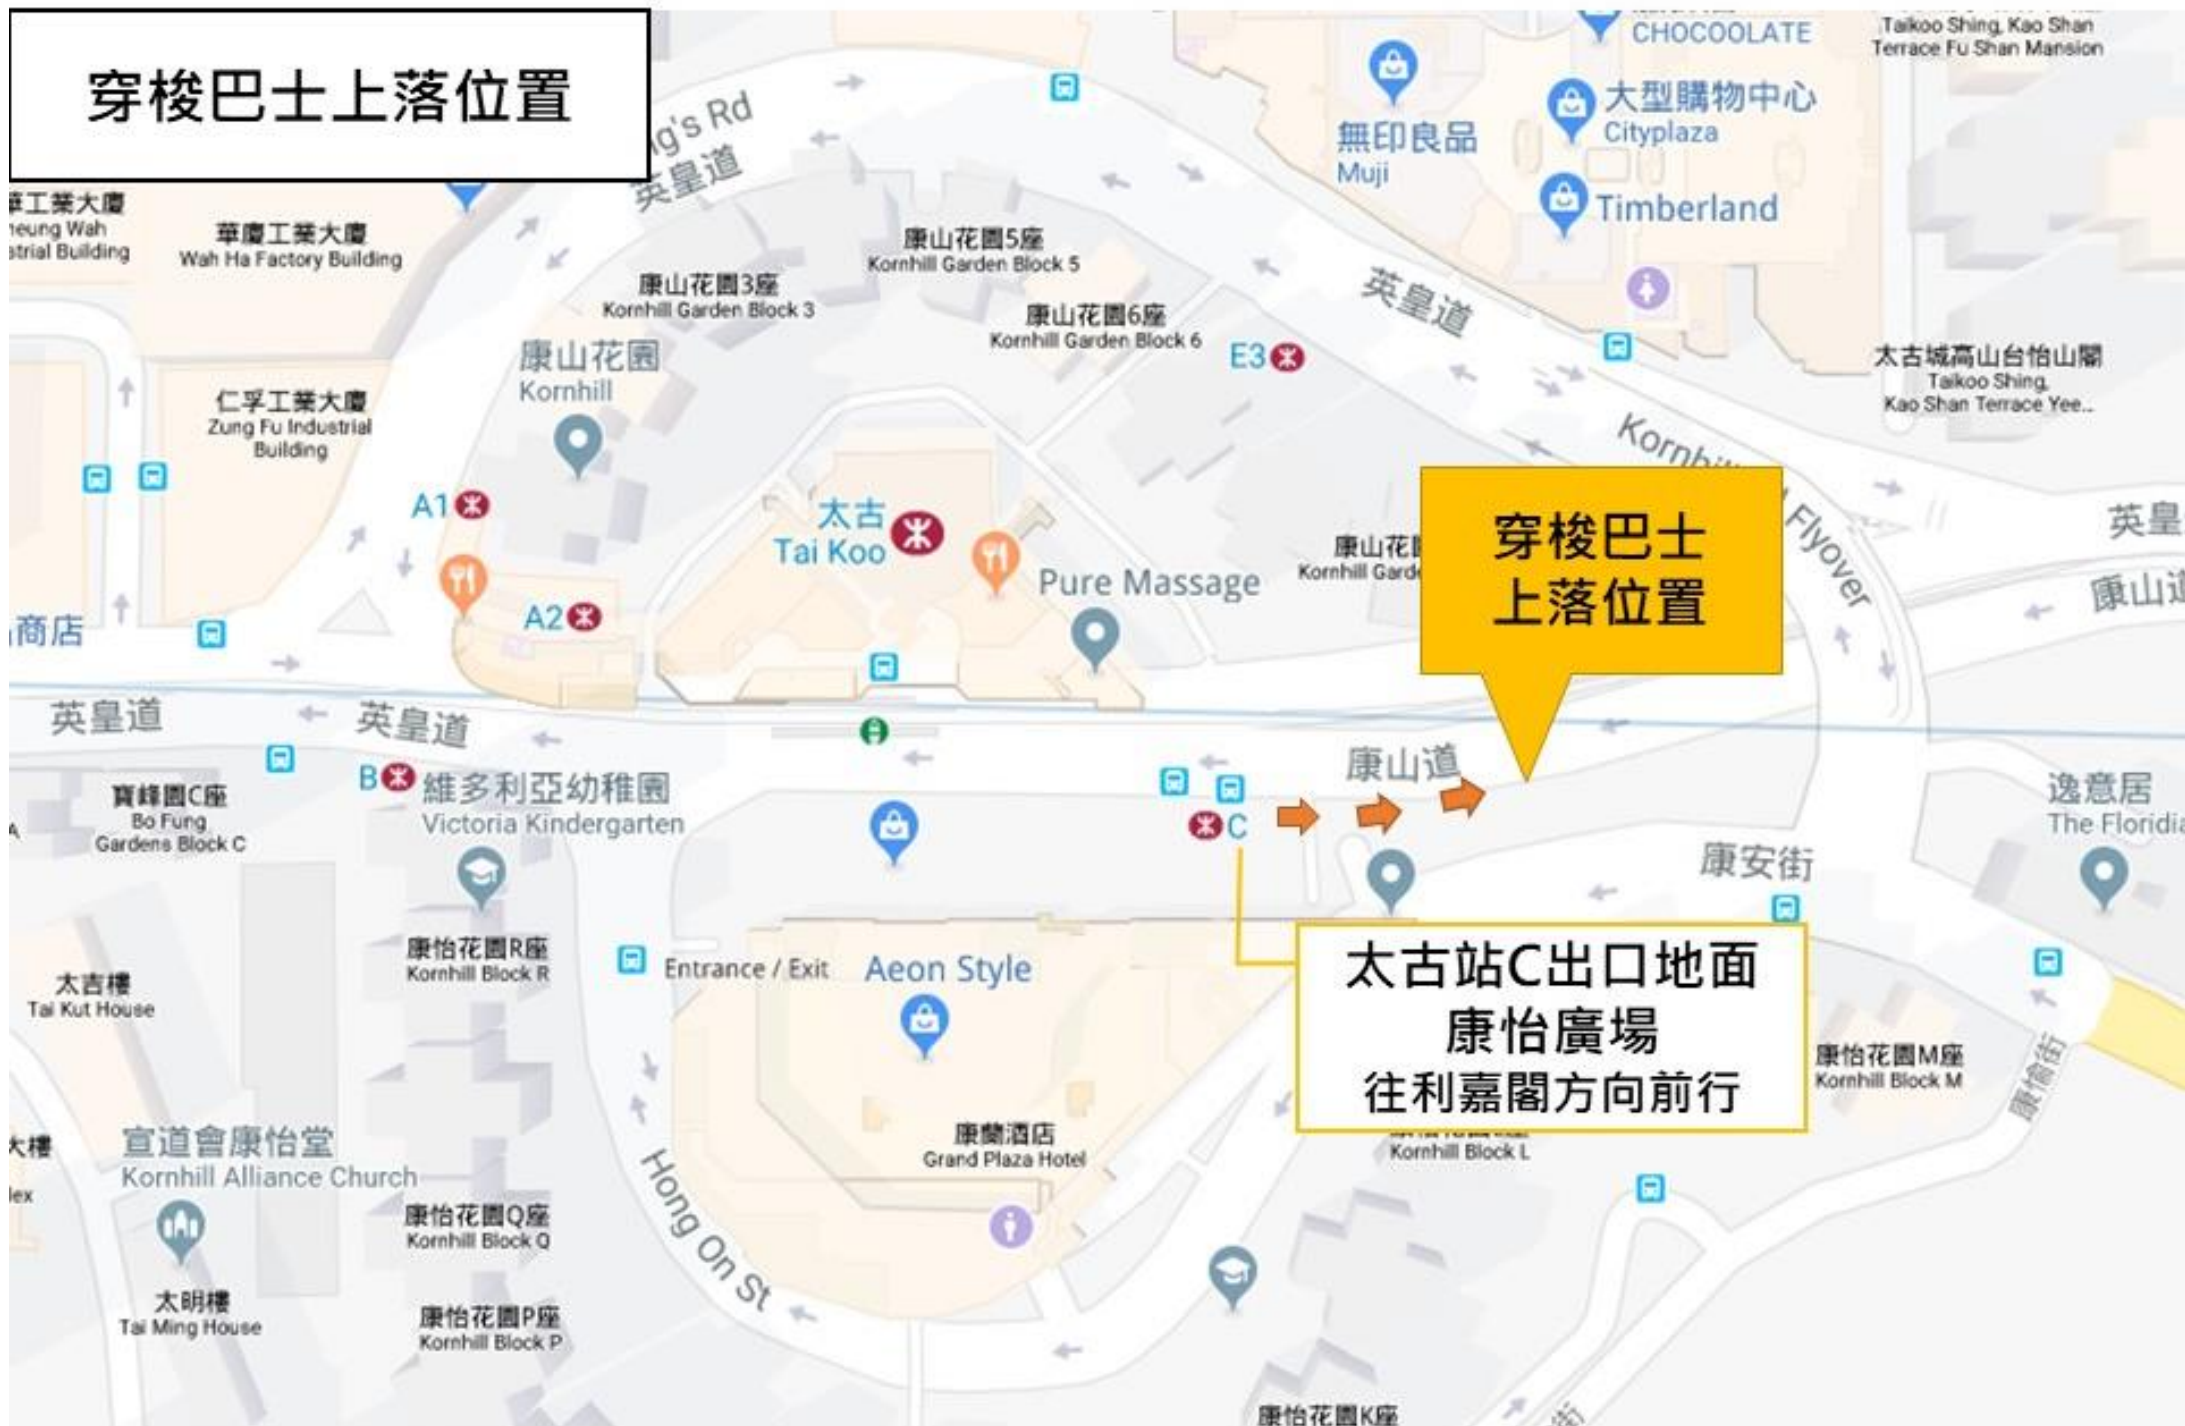 穿梭巴士上落位置
CHOCOOLATE
Taikoo Shing, Kao Shan
Terrace Fu Shan Mansion
大型購物中心
Cityplaza
無印良品
Muji
Timberland
英皇道
華廈工業大廈
Wah Ha Factory Building
康山花園5座
Kornhill Garden Block 5
康山花園3座
Kornhill Garden Block 3
康山花園6座
Kornhill Garden Block 6
英皇道
康山花園
Kornhill
E3
太古城高山台怡山閣
Taikoo Shing,
Kao Shan Terrace Yee...
仁孚工業大廈
Zung Fu Industrial
Building
A1
太古
Tai Koo
Flyover
穿梭巴士
上落位置
Pure Massage
A2
商店
英皇道
英皇道
康山道
B
維多利亞幼稚園
Victoria Kindergarten
寶峰園C座
Bo Fung
Gardens Block C
C
逸意居
康安街
太古站C出口地面
康怡廣場
往利嘉閣方向前行
康怡花園R座
Kornhill Block R
Entrance / Exit
Aeon Style
太吉樓
Tai Kut House
康怡花園M座
Kornhill Block M
康愉街
康蘭酒店
Grand Plaza Hotel
Kornhill Block L
宣道會康怡堂
Kornhill Alliance Church
Hong On St
康怡花園Q座
Kornhill Block Q
太明樓
Tai Ming House
康怡花園P座
Kornhill Block P
康怡花園K座